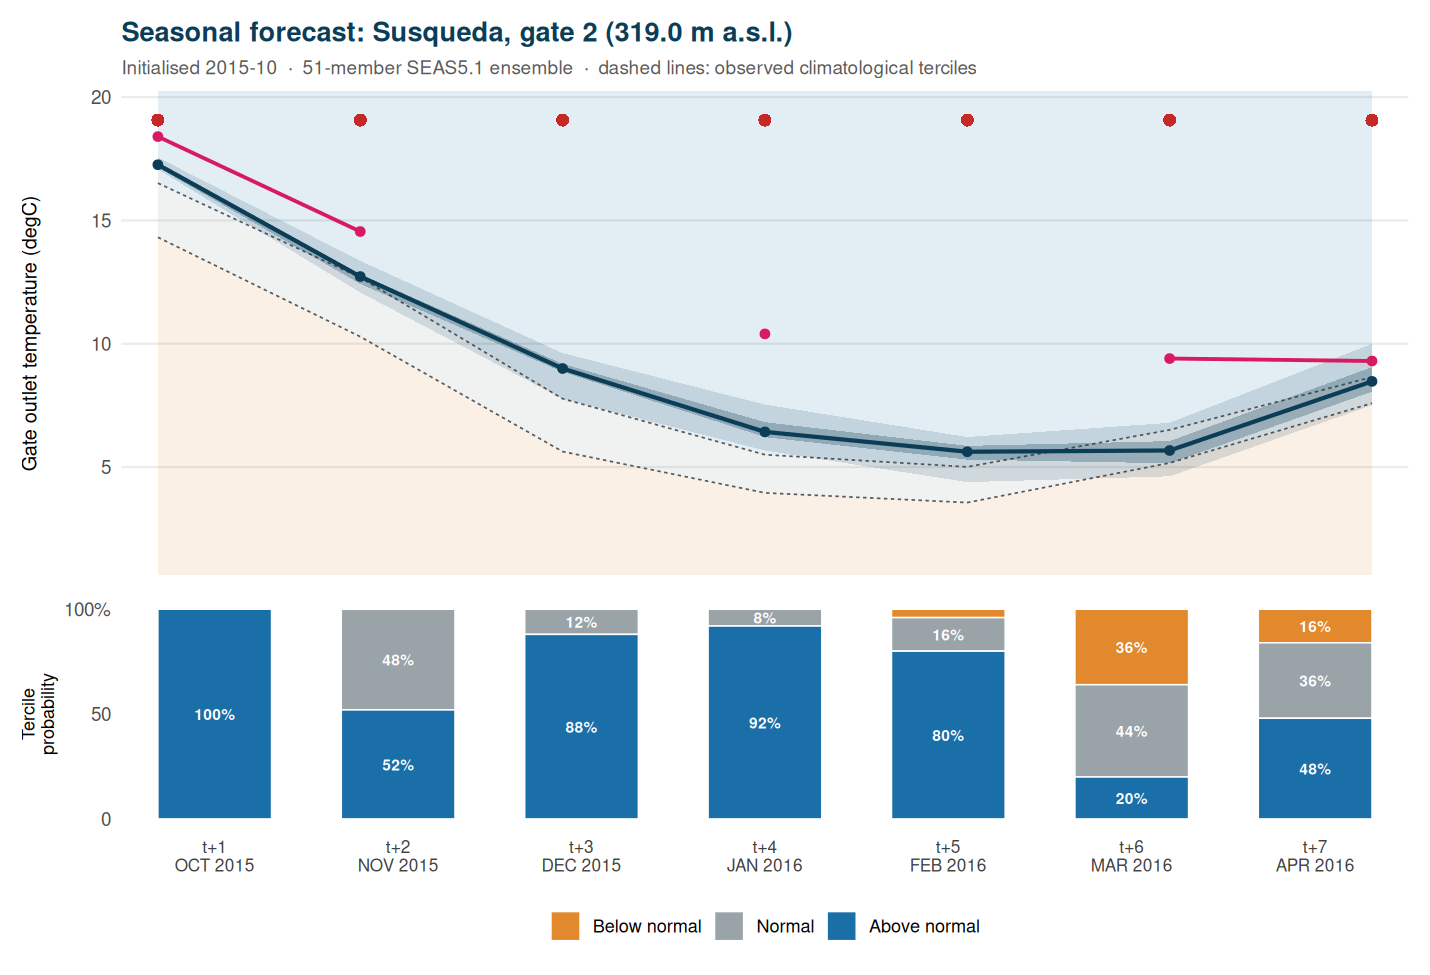 Seasonal forecast: Susqueda, gate 2 (319.0 m a.s.l.)
Initialised 2015-10 · 51-member SEAS5.1 ensemble · dashed lines: observed climatological terciles
Gate outlet temperature (degC)
20
15
10
5
Tercile
probability
100%
50
0
100%
48%
52%
12%
88%
8%
92%
16%
80%
36%
44%
20%
16%
36%
48%
t+1
OCT 2015
t+2
NOV 2015
t+3
DEC 2015
t+4
JAN 2016
t+5
FEB 2016
t+6
MAR 2016
t+7
APR 2016
Below normal
Normal
Above normal